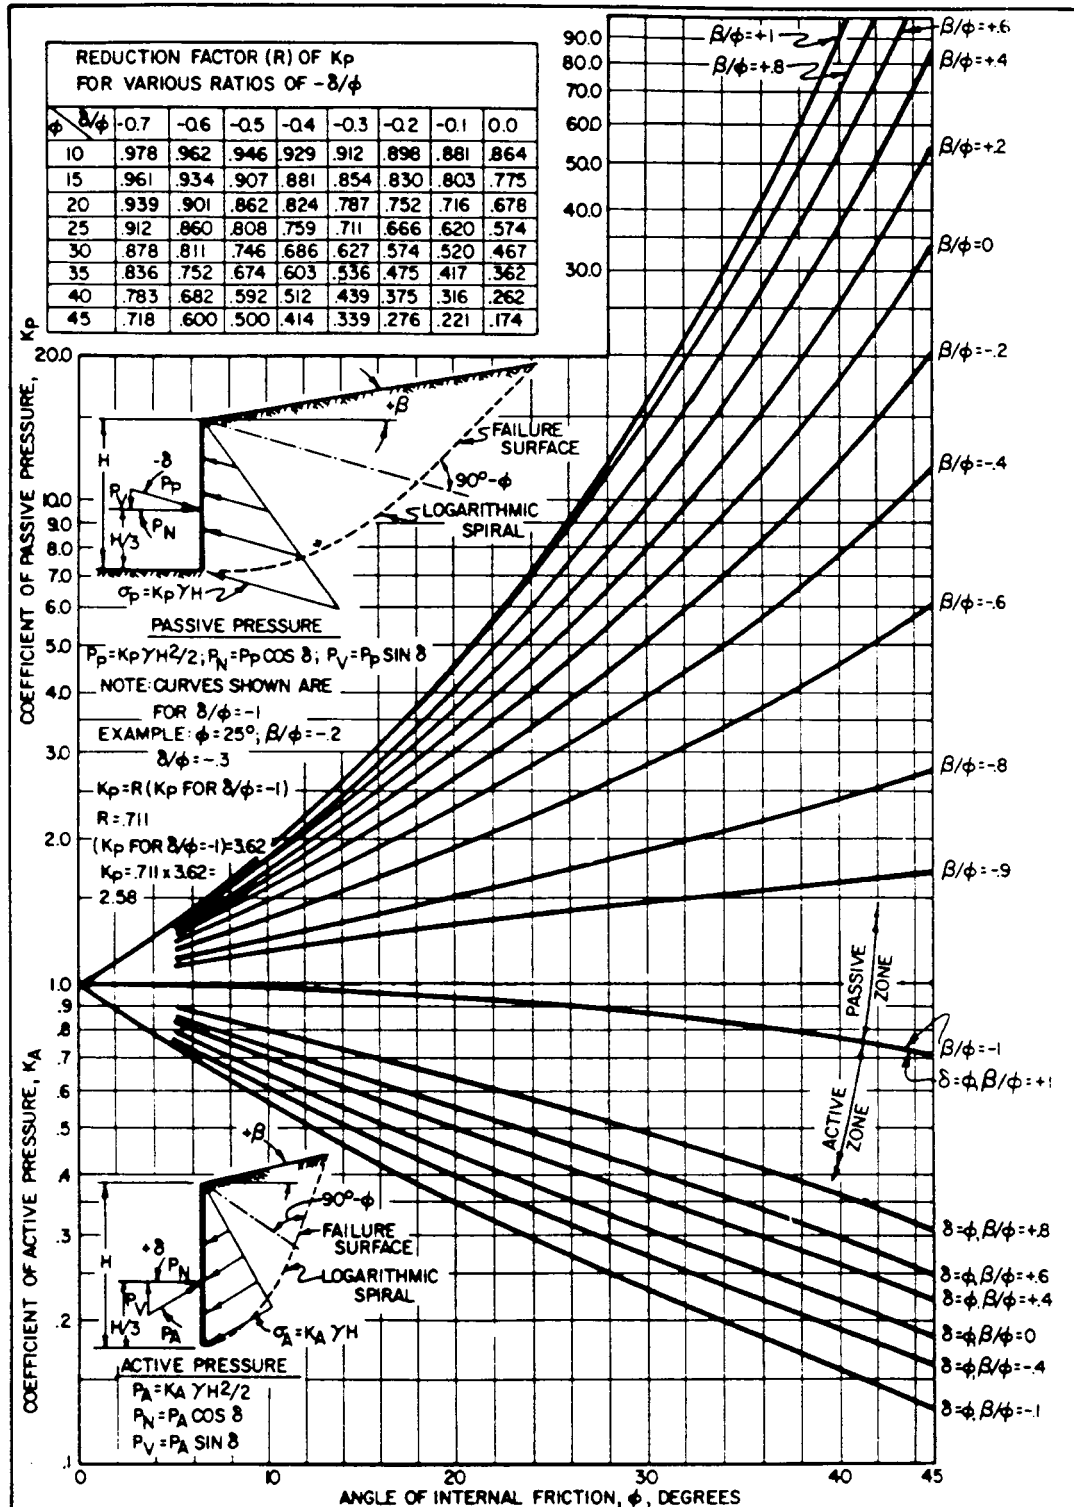 REDUCTION FACTOR (R) OF Kp
FOR VARIOUS RATIOS OF -δ/ϕ
ϕ δ/ϕ -0.7 -0.6 -0.5 -0.4 -0.3 -0.2 -0.1 0.0
10 .978 .962 .946 .929 .912 .898 .881 .864
15 .961 .934 .907 .881 .854 .830 .803 .775
20 .939 .901 .862 .824 .787 .752 .716 .678
25 .912 .860 .808 .759 .711 .666 .620 .574
30 .878 .811 .746 .686 .627 .574 .520 .467
35 .836 .752 .674 .603 .536 .475 .417 .362
40 .783 .682 .592 .512 .439 .375 .316 .262
45 .718 .600 .500 .414 .339 .276 .221 .174
COEFFICIENT OF PASSIVE PRESSURE, Kp
90.0
80.0
70.0
60.0
50.0
40.0
30.0
20.0
10.0
9.0
8.0
7.0
6.0
5.0
4.0
3.0
2.0
1.0
β/ϕ=+1
β/ϕ=+.8
β/ϕ=+.6
β/ϕ=+.4
β/ϕ=+.2
β/ϕ=0
β/ϕ=-.2
β/ϕ=-.4
β/ϕ=-.6
β/ϕ=-.8
β/ϕ=-.9
β/ϕ=-1
δ=ϕ,β/ϕ=+1
+β
FAILURE
SURFACE
90°-ϕ
LOGARITHMIC
SPIRAL
H
-δ
Pp
PV
PN
H/3
σp=Kp γH
PASSIVE PRESSURE
Pp=Kp γH2/2; PN=Pp COS δ; PV=Pp SIN δ
NOTE: CURVES SHOWN ARE
FOR δ/ϕ=-1
EXAMPLE: ϕ=25°; β/ϕ=-.2
δ/ϕ=-.3
Kp=R (Kp FOR δ/ϕ=-1)
R=.711
(Kp FOR δ/ϕ=-1)=3.62
Kp=.711 x 3.62=
2.58
PASSIVE
ZONE
ACTIVE
ZONE
COEFFICIENT OF ACTIVE PRESSURE, KA
.9
.8
.7
.6
.5
.4
.3
.2
.1
+β
90°-ϕ
FAILURE
SURFACE
LOGARITHMIC
SPIRAL
H
+δ
PN
PV
H/3
PA
σA=KA γH
ACTIVE PRESSURE
PA=KA γH2/2
PN=PA COS δ
PV=PA SIN δ
δ=ϕ,β/ϕ=+.8
δ=ϕ,β/ϕ=+.6
δ=ϕ,β/ϕ=+.4
δ=ϕ,β/ϕ=0
δ=ϕ,β/ϕ=-.4
δ=ϕ,β/ϕ=-.1
0 10 20 30 40 45
ANGLE OF INTERNAL FRICTION, ϕ, DEGREES